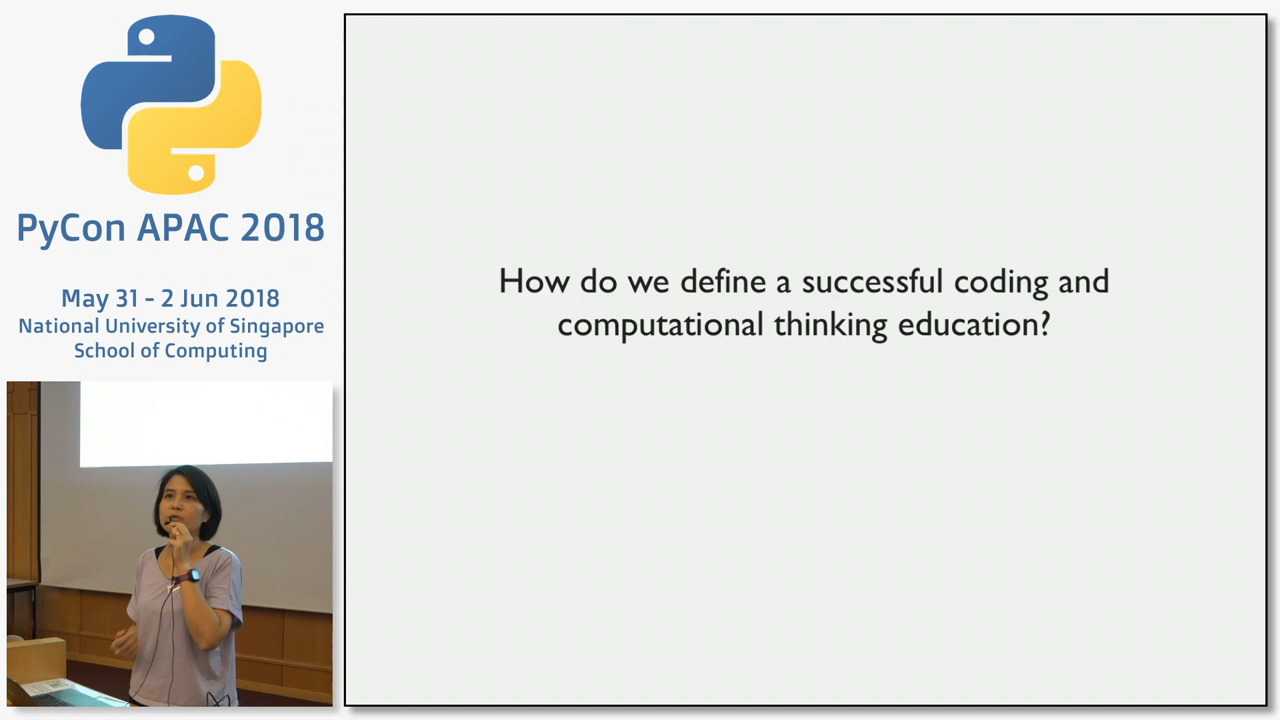 PyCon APAC 2018
May 31 - 2 Jun 2018
National University of Singapore
School of Computing
How do we define a successful coding and
computational thinking education?